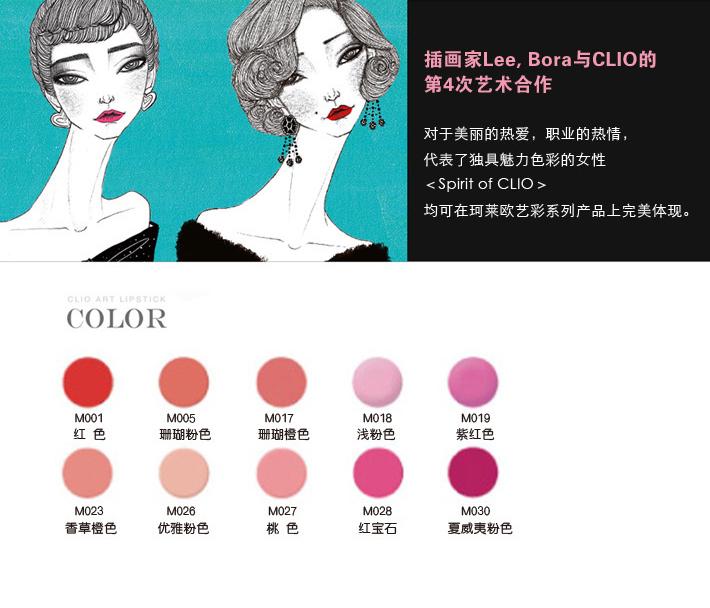 插画家Lee, Bora与CLIO的
第4次艺术合作
对于美丽的热爱，职业的热情，
代表了独具魅力色彩的女性
＜Spirit of CLIO＞
均可在珂莱欧艺彩系列产品上完美体现。
CLIO ART LIPSTICK
COLOR
M001 M005 M017 M018 M019
红 色 珊瑚粉色 珊瑚橙色 浅粉色 紫红色
M023 M026 M027 M028 M030
香草橙色 优雅粉色 桃 色 红宝石 夏威夷粉色